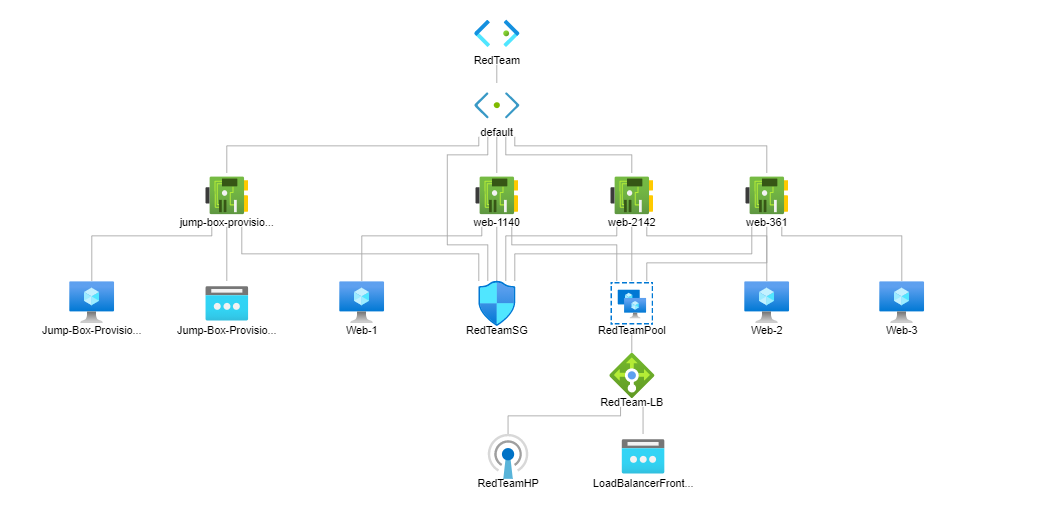 RedTeam
default
jump-box-provisio...
web-1140
web-2142
web-361
Jump-Box-Provisio...
Jump-Box-Provisio...
Web-1
RedTeamSG
RedTeamPool
Web-2
Web-3
RedTeam-LB
RedTeamHP
LoadBalancerFront...